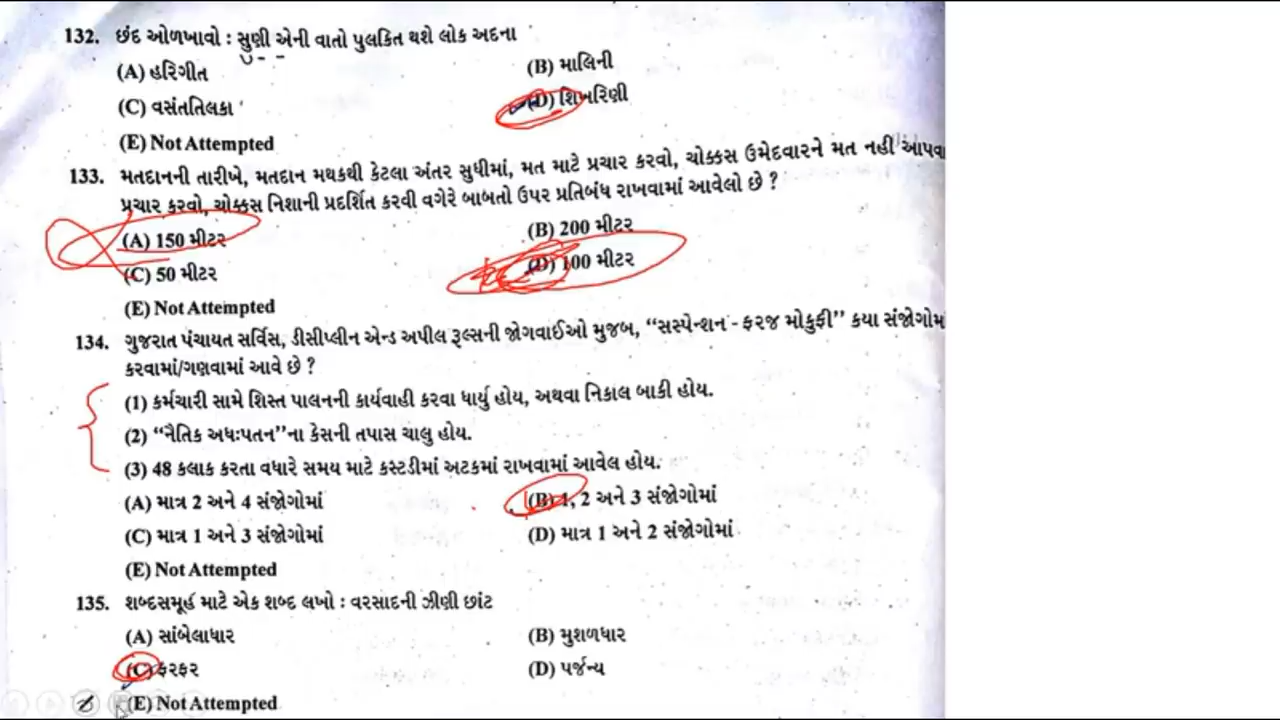 132. છંદ ઓળખાવો : સુણી એની વાતો પુલકિત થશે લોક અદના
(A) હરિગીત
(B) માલિની
(C) વસંતતિલકા
(D) શિખરિણી
(E) Not Attempted
133. મતદાનની તારીખે, મતદાન મથકથી કેટલા અંતર સુધીમાં, મત માટે પ્રચાર કરવો, ચોક્કસ ઉમેદવારને મત નહીં આપવા
પ્રચાર કરવો, ચોક્કસ નિશાની પ્રદર્શિત કરવી વગેરે બાબતો ઉપર પ્રતિબંધ રાખવામાં આવેલો છે ?
(A) 150 મીટર
(B) 200 મીટર
(C) 50 મીટર
(D) 100 મીટર
(E) Not Attempted
134. ગુજરાત પંચાયત સર્વિસ, ડીસીપ્લીન એન્ડ અપીલ રૂલ્સની જોગવાઈઓ મુજબ, “સસ્પેન્શન - ફરજ મોકુફી” કયા સંજોગોમ
કરવામાં/ગણવામાં આવે છે ?
(1) કર્મચારી સામે શિસ્ત પાલનની કાર્યવાહી કરવા ધાર્યુ હોય, અથવા નિકાલ બાકી હોય.
(2) “નૈતિક અધઃપતન”ના કેસની તપાસ ચાલુ હોય.
(3) 48 કલાક કરતા વધારે સમય માટે કસ્ટડીમાં અટકમાં રાખવામાં આવેલ હોય.
(A) માત્ર 2 અને 4 સંજોગોમાં
(B) 1, 2 અને 3 સંજોગોમાં
(C) માત્ર 1 અને 3 સંજોગોમાં
(D) માત્ર 1 અને 2 સંજોગોમાં
(E) Not Attempted
135. શબ્દસમૂહ માટે એક શબ્દ લખો : વરસાદની ઝીણી છાંટ
(A) સાંબેલાધાર
(B) મુશળધાર
(C) ફરફર
(D) પર્જન્ય
(E) Not Attempted